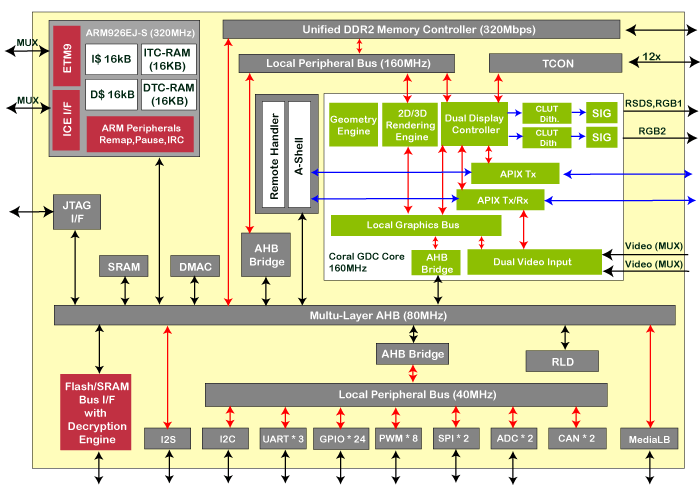 ARM926EJ-S (320MHz)
ETM9
I$ 16kB
ITC-RAM
(16KB)
D$ 16kB
DTC-RAM
(16KB)
ICE I/F
ARM Peripherals
Remap,Pause,IRC
MUX
MUX
Unified DDR2 Memory Controller (320Mbps)
Local Peripheral Bus (160MHz)
TCON
12x
Remote Handler
A-Shell
Geometry
Engine
2D/3D
Rendering
Engine
Dual Display
Controller
CLUT
Dith.
SIG
CLUT
Dith
SIG
RSDS,RGB1
RGB2
APIX Tx
APIX Tx/Rx
Local Graphics Bus
Coral GDC Core
160MHz
AHB
Bridge
Dual Video Input
Video (MUX)
Video (MUX)
JTAG
I/F
SRAM
DMAC
AHB
Bridge
Multu-Layer AHB (80MHz)
AHB Bridge
RLD
Flash/SRAM
Bus I/F
with
Decryption
Engine
Local Peripheral Bus (40MHz)
I2S
I2C
UART * 3
GPIO * 24
PWM * 8
SPI * 2
ADC * 2
CAN * 2
MediaLB